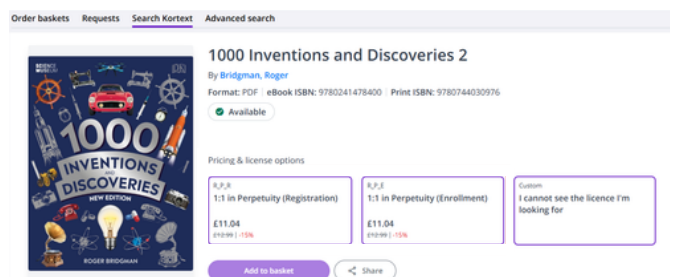 Order baskets Requests Search Kortext Advanced search
1000 Inventions and Discoveries 2
By Bridgman, Roger
Format: PDF | eBook ISBN: 9780241478400 | Print ISBN: 9780744030976
Available
Pricing & license options
R_P_R
1:1 in Perpetuity (Registration)
£11.04
£12.99 | -15%
R_P_E
1:1 in Perpetuity (Enrollment)
£11.04
£12.99 | -15%
Custom
I cannot see the licence I'm
looking for
Add to basket
Share
SCIENCE
MUSEUM
DK
1000
INVENTIONS
AND
DISCOVERIES
NEW EDITION
ROGER BRIDGMAN